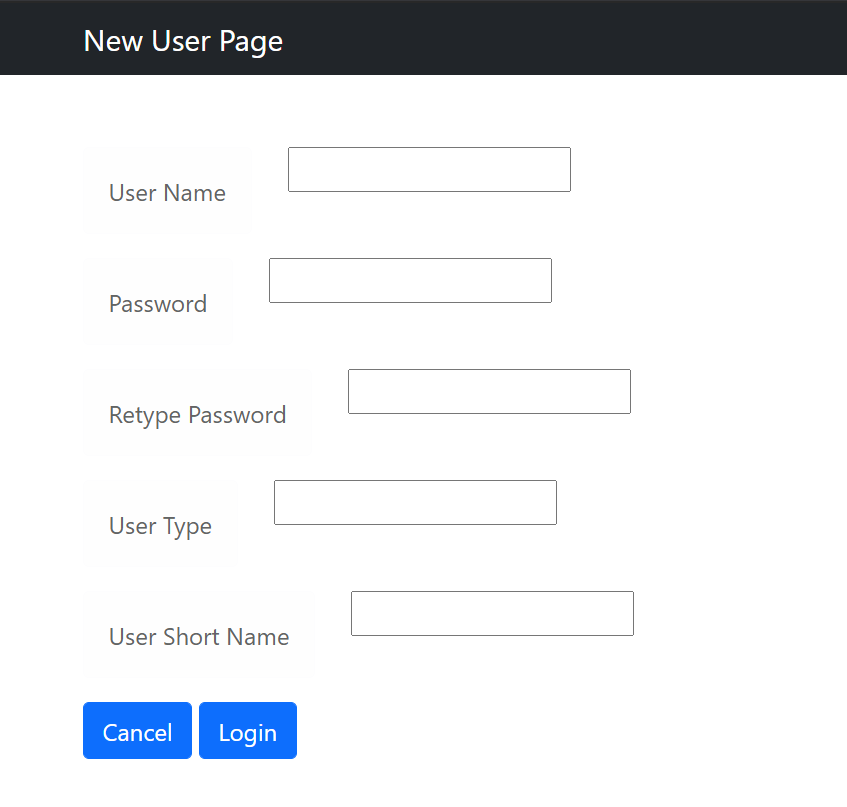 New User Page
User Name
Password
Retype Password
User Type
User Short Name
Cancel Login